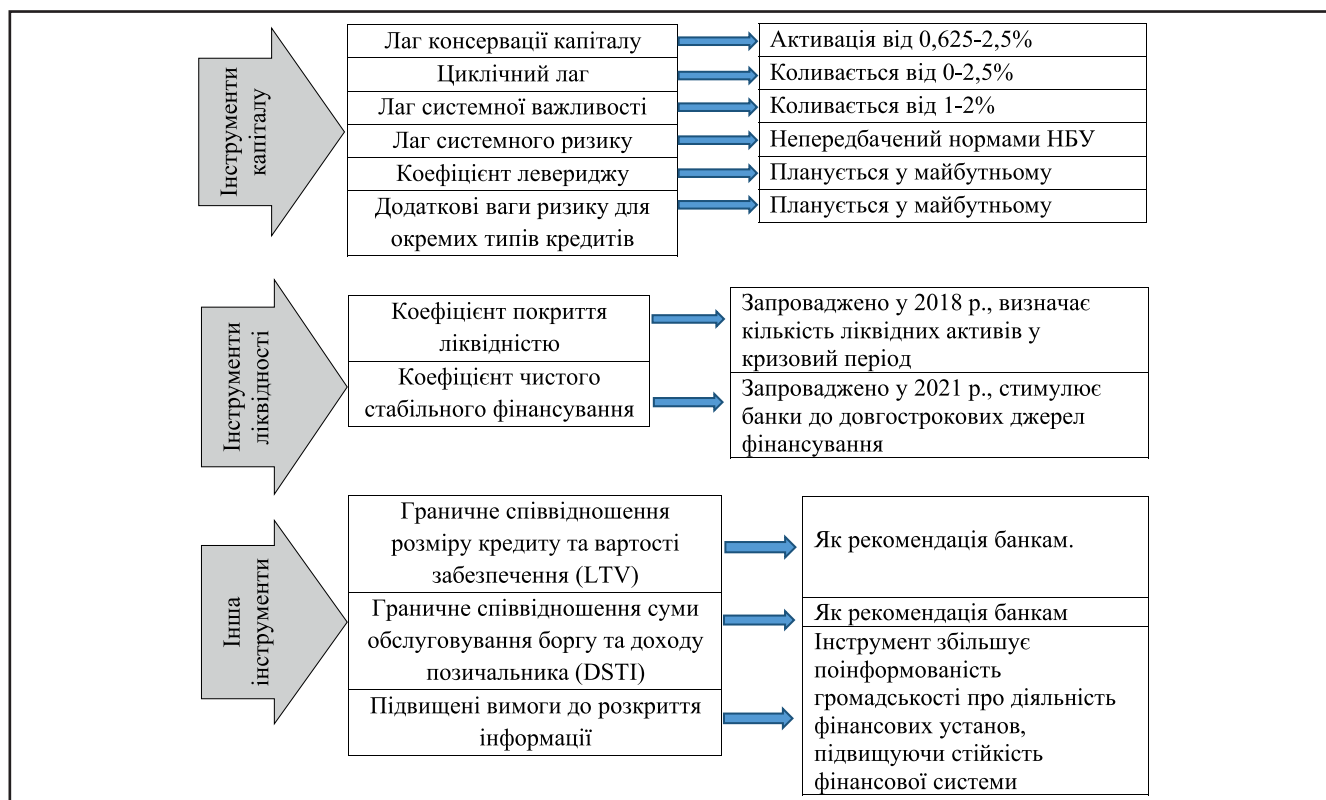 Інструменти
капіталу
Лаг консервації капіталу
Активація від 0,625-2,5%
Циклічний лаг
Коливається від 0-2,5%
Лаг системної важливості
Коливається від 1-2%
Лаг системного ризику
Непередбачений нормами НБУ
Коефіцієнт левериджу
Планується у майбутньому
Додаткові ваги ризику для
окремих типів кредитів
Планується у майбутньому
Інструменти
ліквідності
Коефіцієнт покриття
ліквідністю
Запроваджено у 2018 р., визначає
кількість ліквідних активів у
кризовий період
Коефіцієнт чистого
стабільного фінансування
Запроваджено у 2021 р., стимулює
банки до довгострокових джерел
фінансування
Інша
інструменти
Граничне співвідношення
розміру кредиту та вартості
забезпечення (LTV)
Як рекомендація банкам.
Граничне співвідношення суми
обслуговування боргу та доходу
позичальника (DSTI)
Як рекомендація банкам
Підвищені вимоги до розкриття
інформації
Інструмент збільшує
поінформованість
громадськості про діяльність
фінансових установ,
підвищуючи стійкість
фінансової системи